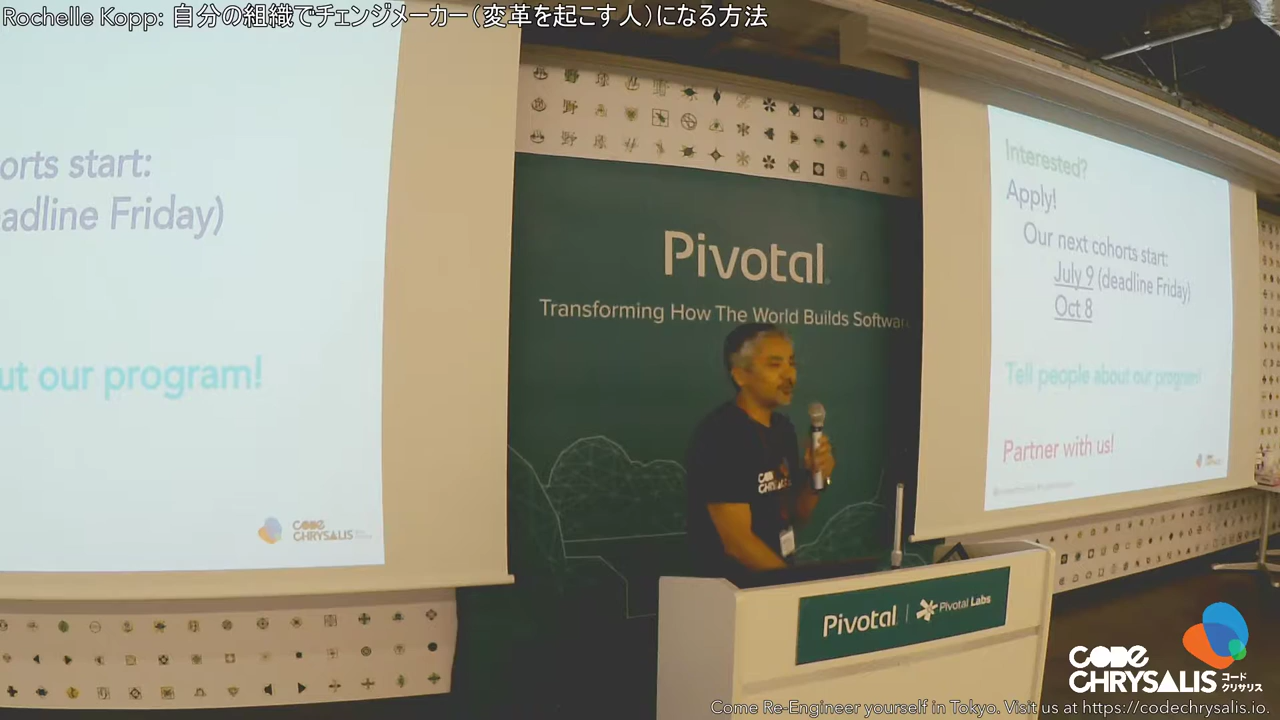 Rochelle Kopp: 自分の組織でチェンジメーカー（変革を起こす人）になる方法
orts start:
eadline Friday)
ut our program!
CODE
CHRYSALIS
Pivotal
Transforming How The World Builds Softwar
CODE
CHRYSALIS
Pivotal | Pivotal Labs
Interested?
Apply!
Our next cohorts start:
July 9 (deadline Friday)
Oct 8
Tell people about our program!
Partner with us!
CODE
CHRYSALIS コード
クリサリス
Come Re-Engineer yourself in Tokyo. Visit us at https://codechrysalis.io.